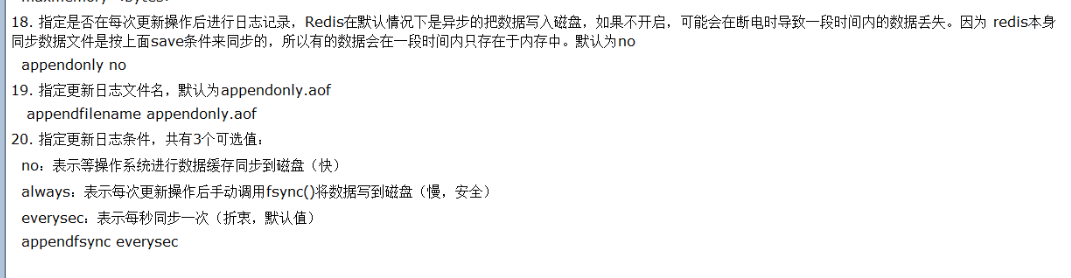 18. 指定是否在每次更新操作后进行日志记录，Redis在默认情况下是异步的把数据写入磁盘，如果不开启，可能会在断电时导致一段时间内的数据丢失。因为 redis本身
同步数据文件是按上面save条件来同步的，所以有的数据会在一段时间内只存在于内存中。默认为no
appendonly no
19. 指定更新日志文件名，默认为appendonly.aof
appendfilename appendonly.aof
20. 指定更新日志条件，共有3个可选值：
no：表示等操作系统进行数据缓存同步到磁盘（快）
always：表示每次更新操作后手动调用fsync()将数据写到磁盘（慢，安全）
everysec：表示每秒同步一次（折衷，默认值）
appendfsync everysec